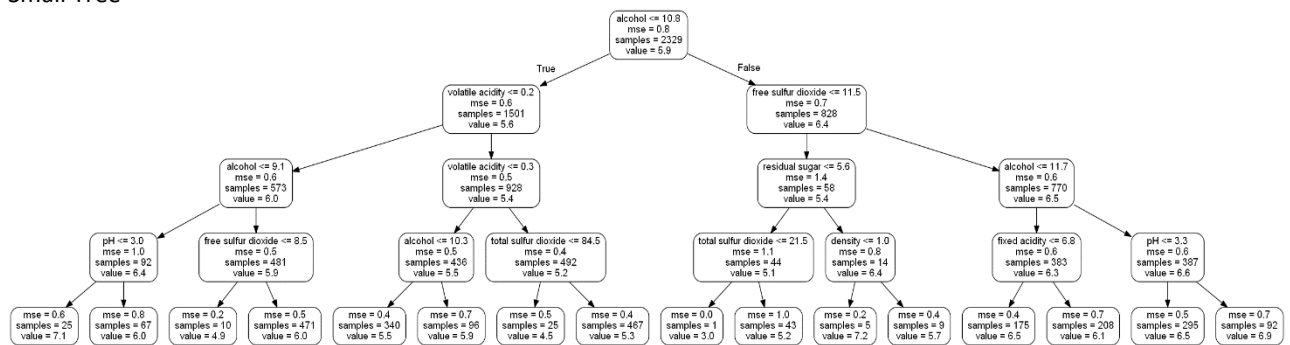 Small Tree
alcohol <= 10.8
mse = 0.8
samples = 2329
value = 5.9
True
False
volatile acidity <= 0.2
mse = 0.6
samples = 1501
value = 5.6
free sulfur dioxide <= 11.5
mse = 0.7
samples = 828
value = 6.4
alcohol <= 9.1
mse = 0.6
samples = 573
value = 6.0
volatile acidity <= 0.3
mse = 0.5
samples = 928
value = 5.4
residual sugar <= 5.6
mse = 1.4
samples = 58
value = 5.4
alcohol <= 11.7
mse = 0.6
samples = 770
value = 6.5
pH <= 3.0
mse = 1.0
samples = 92
value = 6.4
free sulfur dioxide <= 8.5
mse = 0.5
samples = 481
value = 5.9
alcohol <= 10.3
mse = 0.5
samples = 436
value = 5.5
total sulfur dioxide <= 84.5
mse = 0.4
samples = 492
value = 5.2
total sulfur dioxide <= 21.5
mse = 1.1
samples = 44
value = 5.1
density <= 1.0
mse = 0.8
samples = 14
value = 6.4
fixed acidity <= 6.8
mse = 0.6
samples = 383
value = 6.3
pH <= 3.3
mse = 0.6
samples = 387
value = 6.6
mse = 0.6
samples = 25
value = 7.1
mse = 0.8
samples = 67
value = 6.0
mse = 0.2
samples = 10
value = 4.9
mse = 0.5
samples = 471
value = 6.0
mse = 0.4
samples = 340
value = 5.5
mse = 0.7
samples = 96
value = 5.9
mse = 0.5
samples = 25
value = 4.5
mse = 0.4
samples = 467
value = 5.3
mse = 0.0
samples = 1
value = 3.0
mse = 1.0
samples = 43
value = 5.2
mse = 0.2
samples = 5
value = 7.2
mse = 0.4
samples = 9
value = 5.7
mse = 0.4
samples = 175
value = 6.5
mse = 0.7
samples = 208
value = 6.1
mse = 0.5
samples = 295
value = 6.5
mse = 0.7
samples = 92
value = 6.9